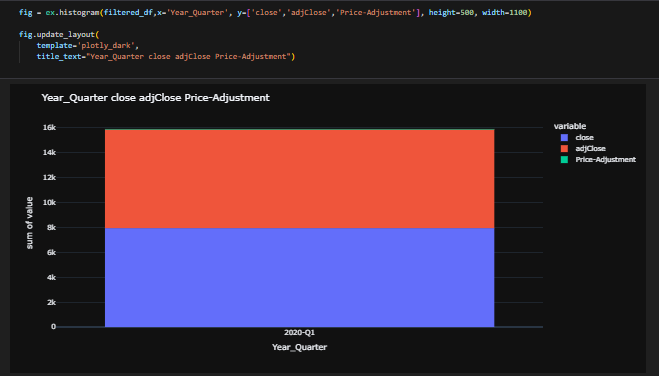 fig = ex.histogram(filtered_df,x='Year_Quarter', y=['close','adjClose','Price-Adjustment'], height=500, width=1100)
fig.update_layout(
template='plotly_dark',
title_text="Year_Quarter close adjClose Price-Adjustment")
Year_Quarter close adjClose Price-Adjustment
variable
close
adjClose
Price-Adjustment
sum of value
16k
14k
12k
10k
8k
6k
4k
2k
0
2020-Q1
Year_Quarter